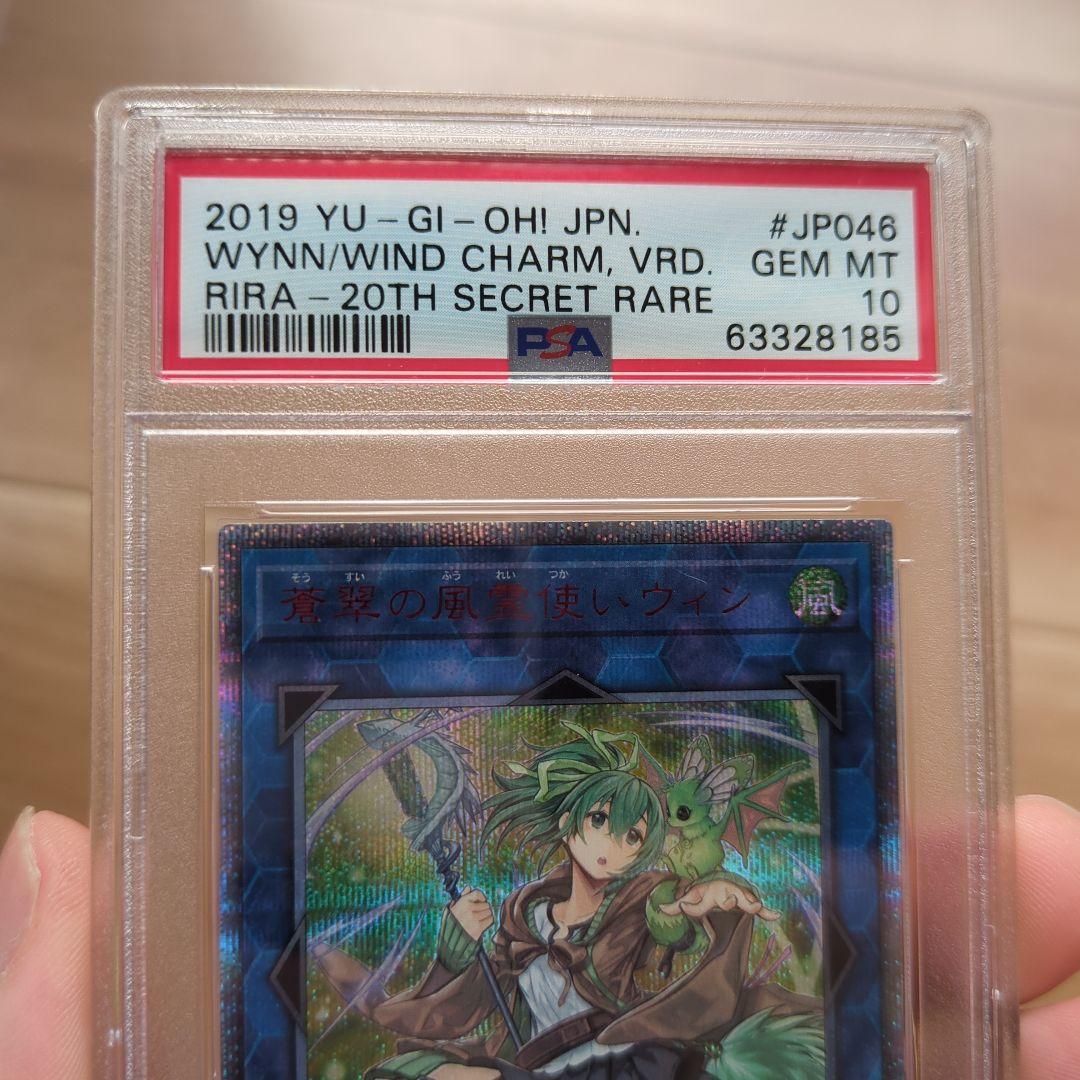 2019 YU-GI-OH! JPN. #JP046
WYNN/WIND CHARM, VRD. GEM MT
RIRA-20TH SECRET RARE 10
PSA 63328185
そう すい ふう れい つか
蒼翠の風霊使いウィン 風